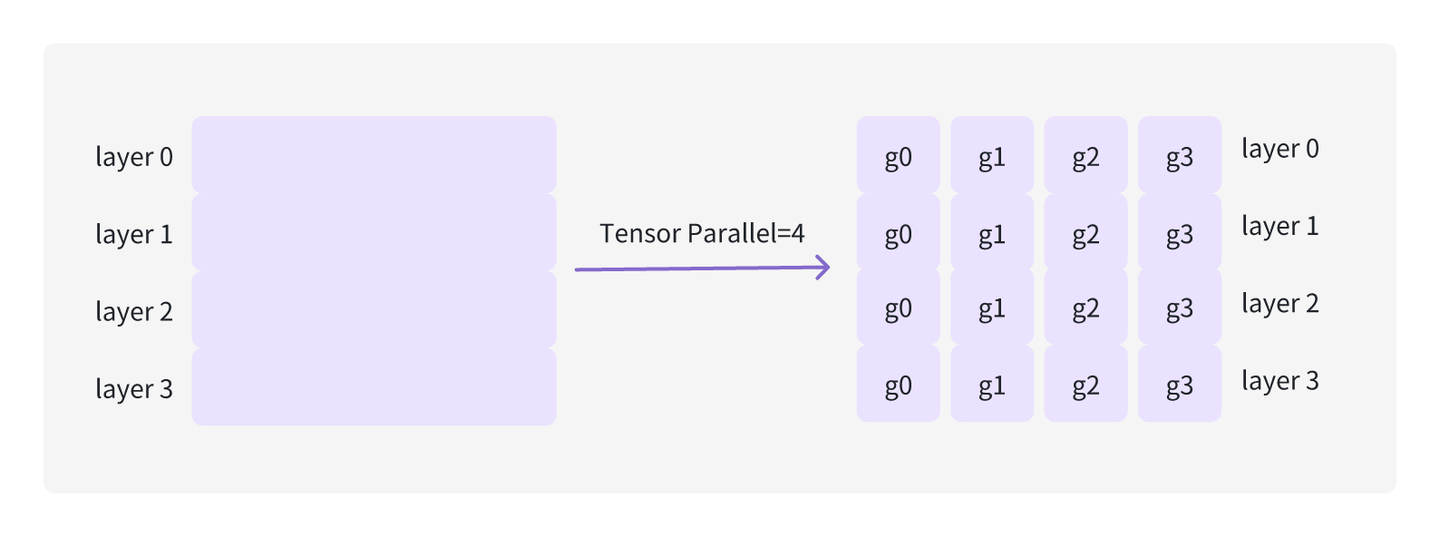 layer 0
layer 1
layer 2
layer 3
Tensor Parallel=4
g0 g1 g2 g3 layer 0
g0 g1 g2 g3 layer 1
g0 g1 g2 g3 layer 2
g0 g1 g2 g3 layer 3